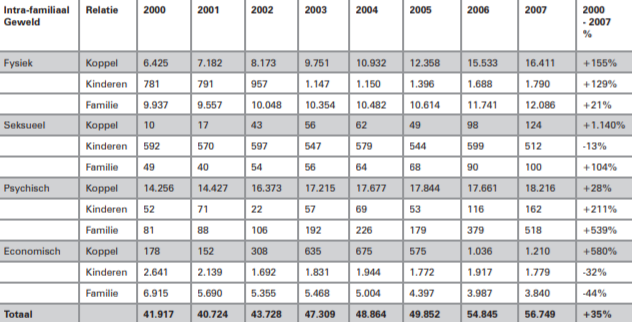 Intra-familiaal Geweld Relatie 2000 2001 2002 2003 2004 2005 2006 2007 2000 - 2007 %
Fysiek Koppel 6.425 7.182 8.173 9.751 10.932 12.358 15.533 16.411 +155%
Kinderen 781 791 957 1.147 1.150 1.396 1.688 1.790 +129%
Familie 9.937 9.557 10.048 10.354 10.482 10.614 11.741 12.086 +21%
Seksueel Koppel 10 17 43 56 62 49 98 124 +1.140%
Kinderen 592 570 597 547 579 544 599 512 -13%
Familie 49 40 54 56 64 68 90 100 +104%
Psychisch Koppel 14.256 14.427 16.373 17.215 17.677 17.844 17.661 18.216 +28%
Kinderen 52 71 22 57 69 53 116 162 +211%
Familie 81 88 106 192 226 179 379 518 +539%
Economisch Koppel 178 152 308 635 675 575 1.036 1.210 +580%
Kinderen 2.641 2.139 1.692 1.831 1.944 1.772 1.917 1.779 -32%
Familie 6.915 5.690 5.355 5.468 5.004 4.397 3.987 3.840 -44%
Totaal 41.917 40.724 43.728 47.309 48.864 49.852 54.845 56.749 +35%